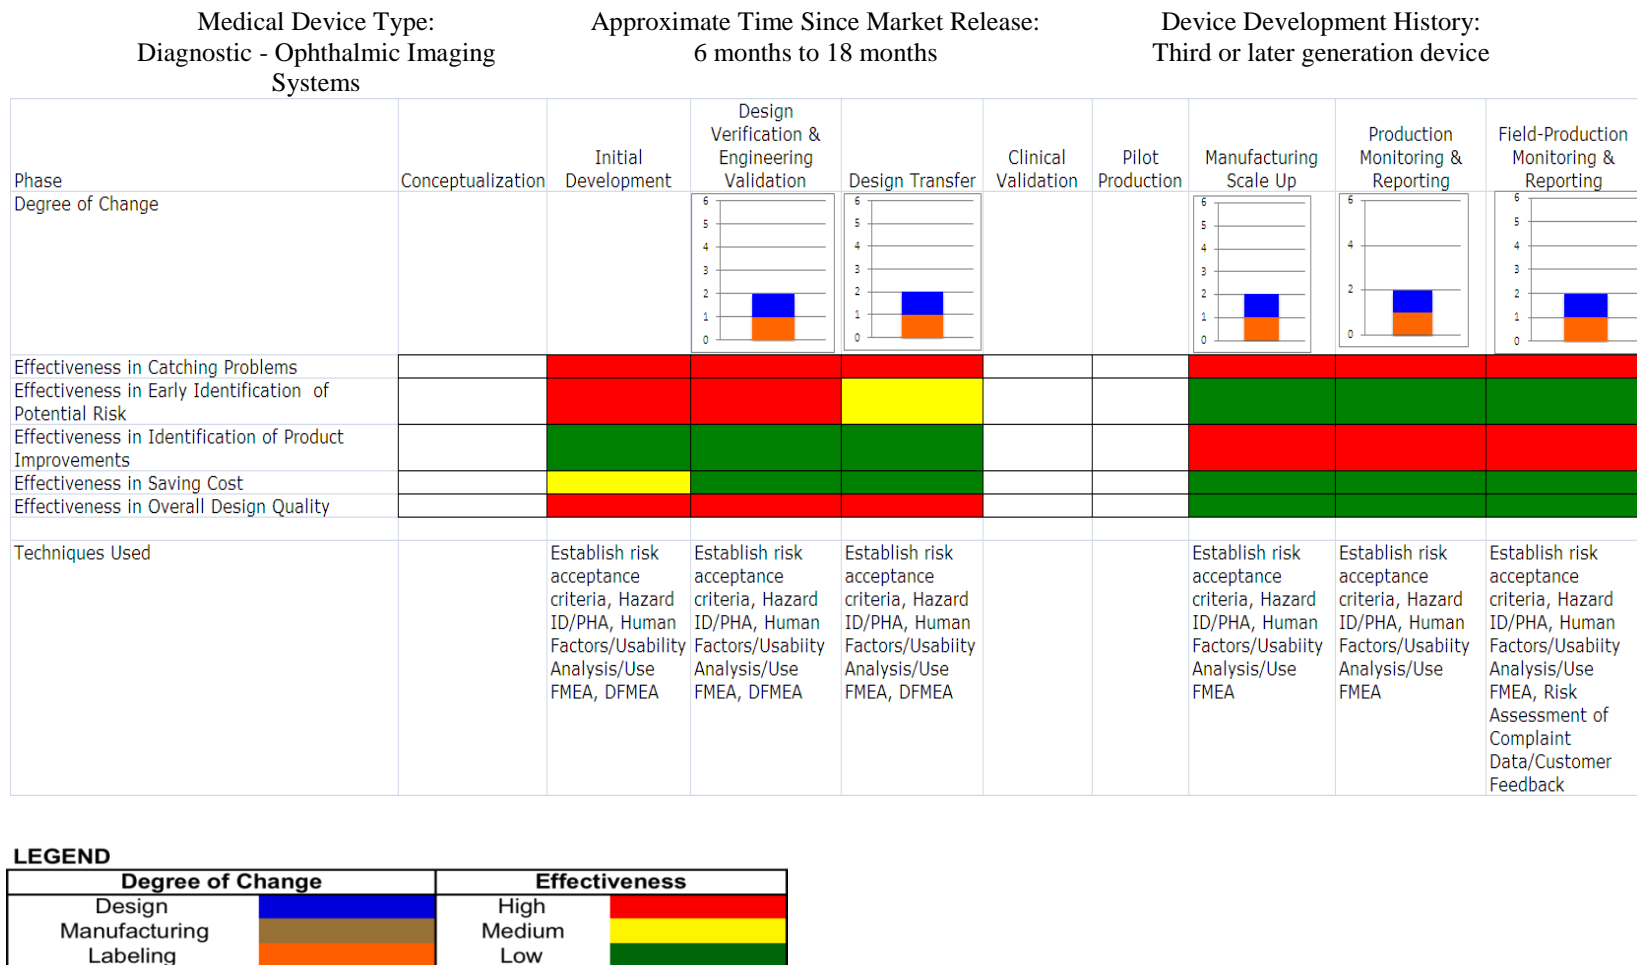 Medical Device Type:
Diagnostic - Ophthalmic Imaging
Systems
Approximate Time Since Market Release:
6 months to 18 months
Device Development History:
Third or later generation device
Phase
Conceptualization
Initial
Development
Design
Verification &
Engineering
Validation
Design Transfer
Clinical
Validation
Pilot
Production
Manufacturing
Scale Up
Production
Monitoring &
Reporting
Field-Production
Monitoring &
Reporting
Degree of Change
6
5
4
3
2
1
0
6
5
4
3
2
1
0
6
5
4
3
2
1
0
6
4
2
0
6
5
4
3
2
1
0
Effectiveness in Catching Problems
Effectiveness in Early Identification of
Potential Risk
Effectiveness in Identification of Product
Improvements
Effectiveness in Saving Cost
Effectiveness in Overall Design Quality
Techniques Used
Establish risk
acceptance
criteria, Hazard
ID/PHA, Human
Factors/Usability
Analysis/Use
FMEA, DFMEA
Establish risk
acceptance
criteria, Hazard
ID/PHA, Human
Factors/Usabiity
Analysis/Use
FMEA, DFMEA
Establish risk
acceptance
criteria, Hazard
ID/PHA, Human
Factors/Usabiity
Analysis/Use
FMEA, DFMEA
Establish risk
acceptance
criteria, Hazard
ID/PHA, Human
Factors/Usabiity
Analysis/Use
FMEA
Establish risk
acceptance
criteria, Hazard
ID/PHA, Human
Factors/Usabiity
Analysis/Use
FMEA
Establish risk
acceptance
criteria, Hazard
ID/PHA, Human
Factors/Usabiity
Analysis/Use
FMEA, Risk
Assessment of
Complaint
Data/Customer
Feedback
LEGEND
Degree of Change
Effectiveness
Design
High
Manufacturing
Medium
Labeling
Low